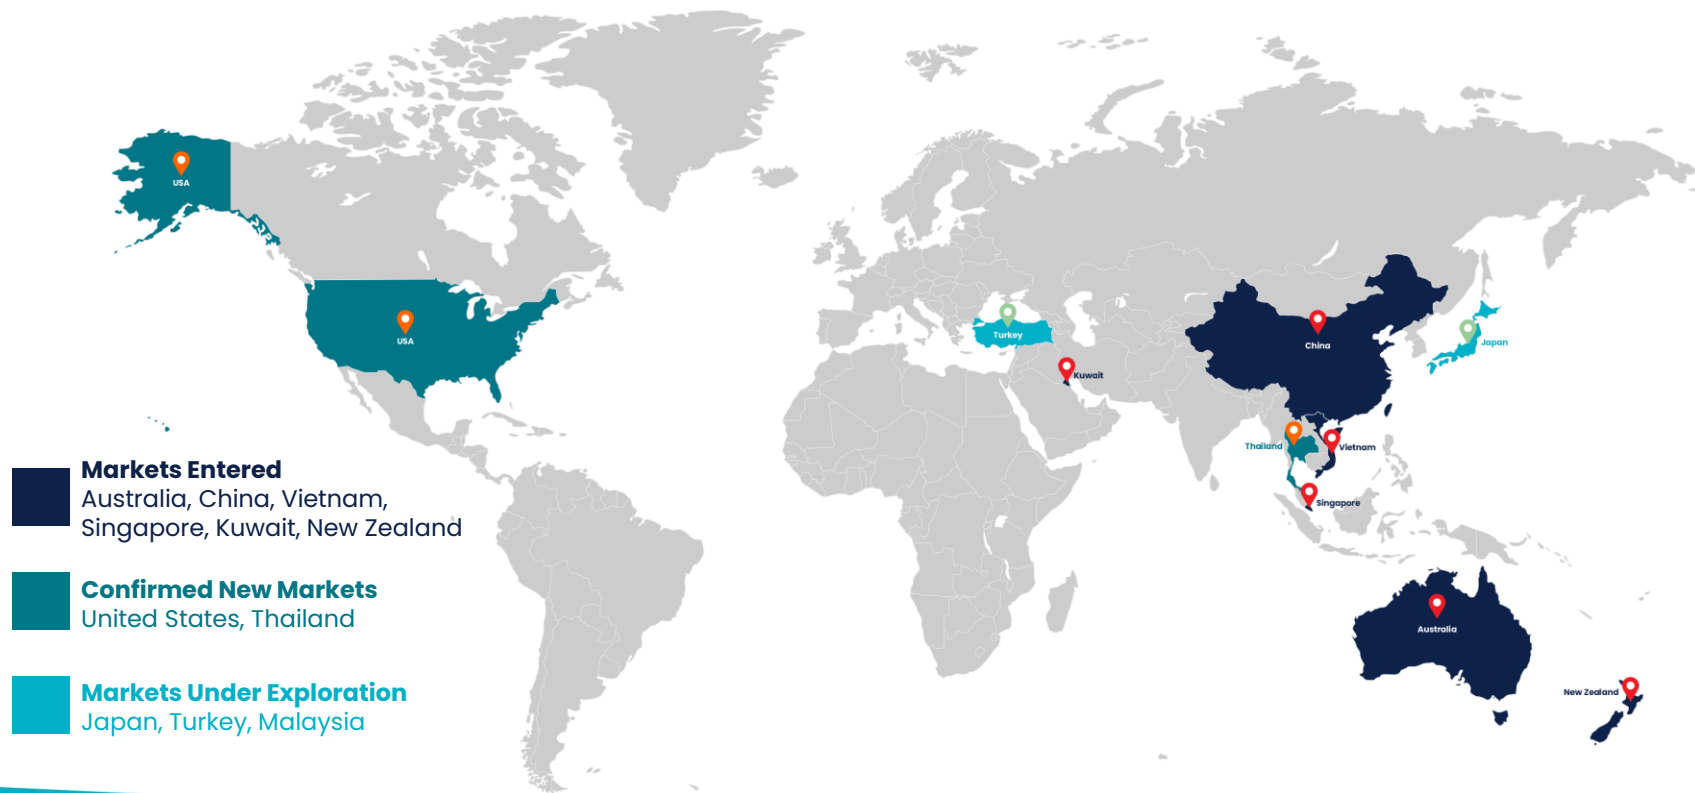 USA
USA
Turkey
Kuwait
China
Japan
Thailand
Vietnam
Singapore
Australia
New Zealand
Markets Entered
Australia, China, Vietnam,
Singapore, Kuwait, New Zealand
Confirmed New Markets
United States, Thailand
Markets Under Exploration
Japan, Turkey, Malaysia